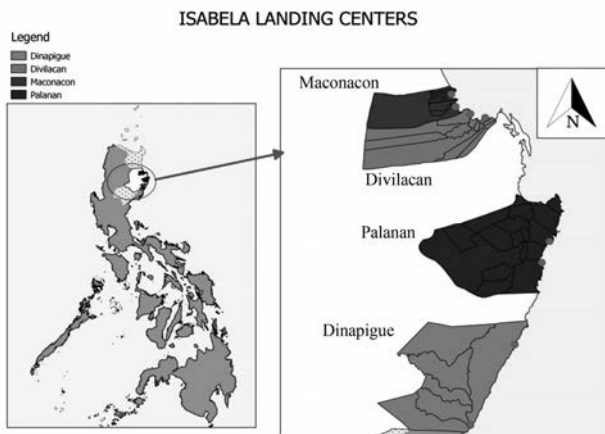 ISABELA LANDING CENTERS
Legend
Dinapigue
Divilacan
Maconacon
Palanan
Maconacon
N
Divilacan
Palanan
Dinapigue